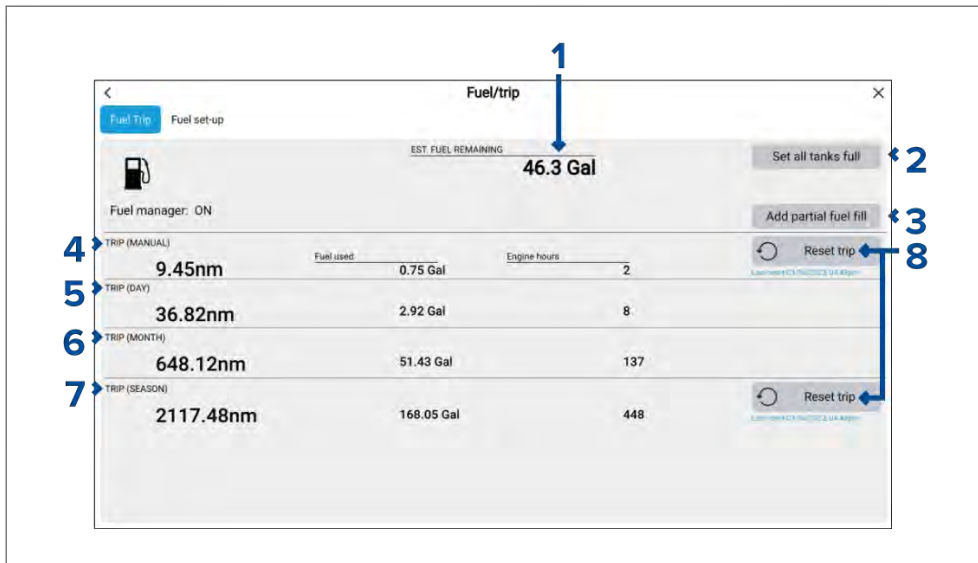 1
< Fuel/trip ×
Fuel Trip Fuel set-up
EST. FUEL REMAINING
46.3 Gal
Set all tanks full 2
Fuel manager: ON
Add partial fuel fill 3
4 TRIP (MANUAL)
Fuel used Engine hours
Reset trip 8
9.45nm 0.75 Gal 2
5 TRIP (DAY)
36.82nm 2.92 Gal 8
6 TRIP (MONTH)
648.12nm 51.43 Gal 137
7 TRIP (SEASON)
Reset trip
2117.48nm 168.05 Gal 448